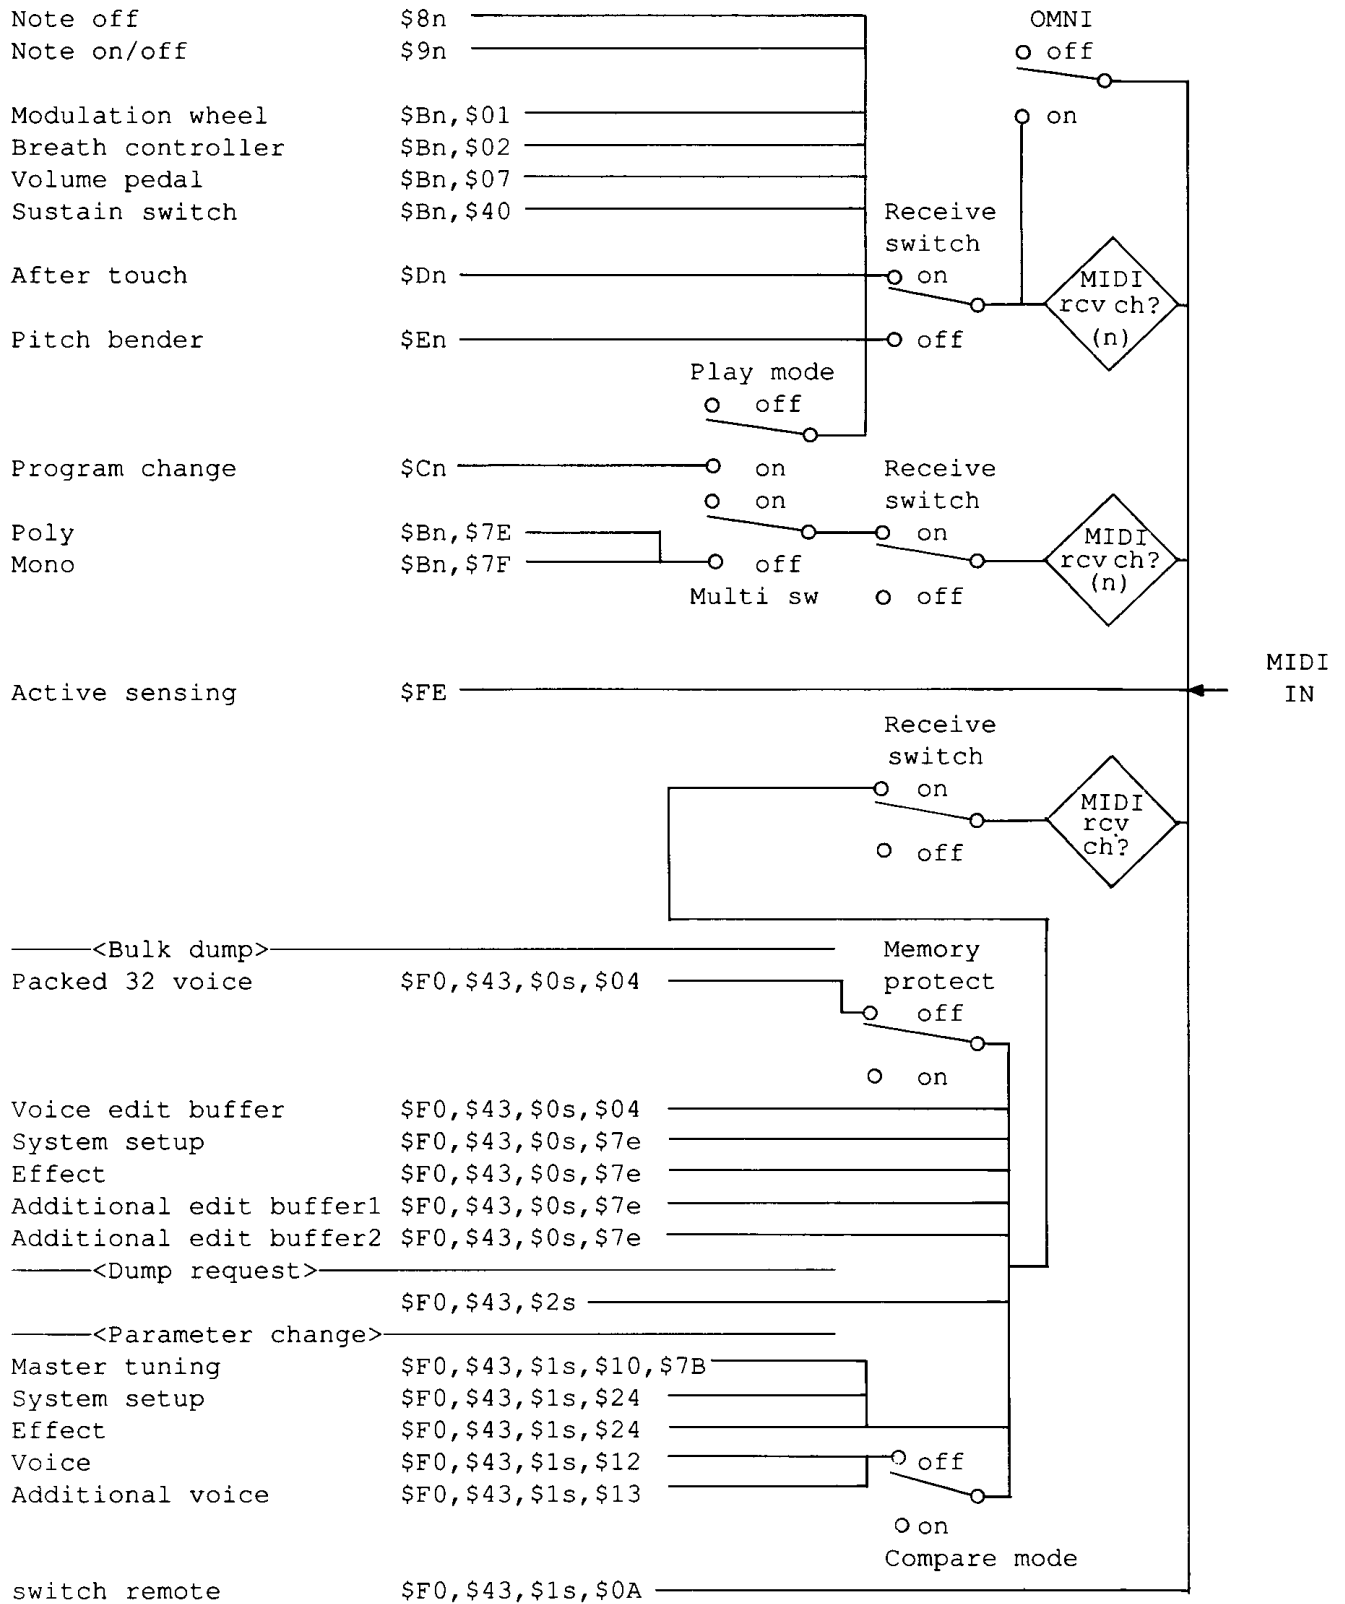 Note off $8n OMNI
Note on/off $9n off
Modulation wheel $Bn,$01 on
Breath controller $Bn,$02
Volume pedal $Bn,$07
Sustain switch $Bn,$40 Receive
switch
After touch $Dn on MIDI
rcv ch?
Pitch bender $En off (n)
Play mode
off
Program change $Cn on Receive
on switch
Poly $Bn,$7E on MIDI
Mono $Bn,$7F off rcv ch?
(n)
Multi sw off
MIDI
Active sensing $FE IN
Receive
switch
on MIDI
rcv
off ch?
<Bulk dump> Memory
Packed 32 voice $F0,$43,$0s,$04 protect
off
on
Voice edit buffer $F0,$43,$0s,$04
System setup $F0,$43,$0s,$7e
Effect $F0,$43,$0s,$7e
Additional edit buffer1 $F0,$43,$0s,$7e
Additional edit buffer2 $F0,$43,$0s,$7e
<Dump request>
$F0,$43,$2s
<Parameter change>
Master tuning $F0,$43,$1s,$10,$7B
System setup $F0,$43,$1s,$24
Effect $F0,$43,$1s,$24
Voice $F0,$43,$1s,$12 off
Additional voice $F0,$43,$1s,$13
on
Compare mode
switch remote $F0,$43,$1s,$0A